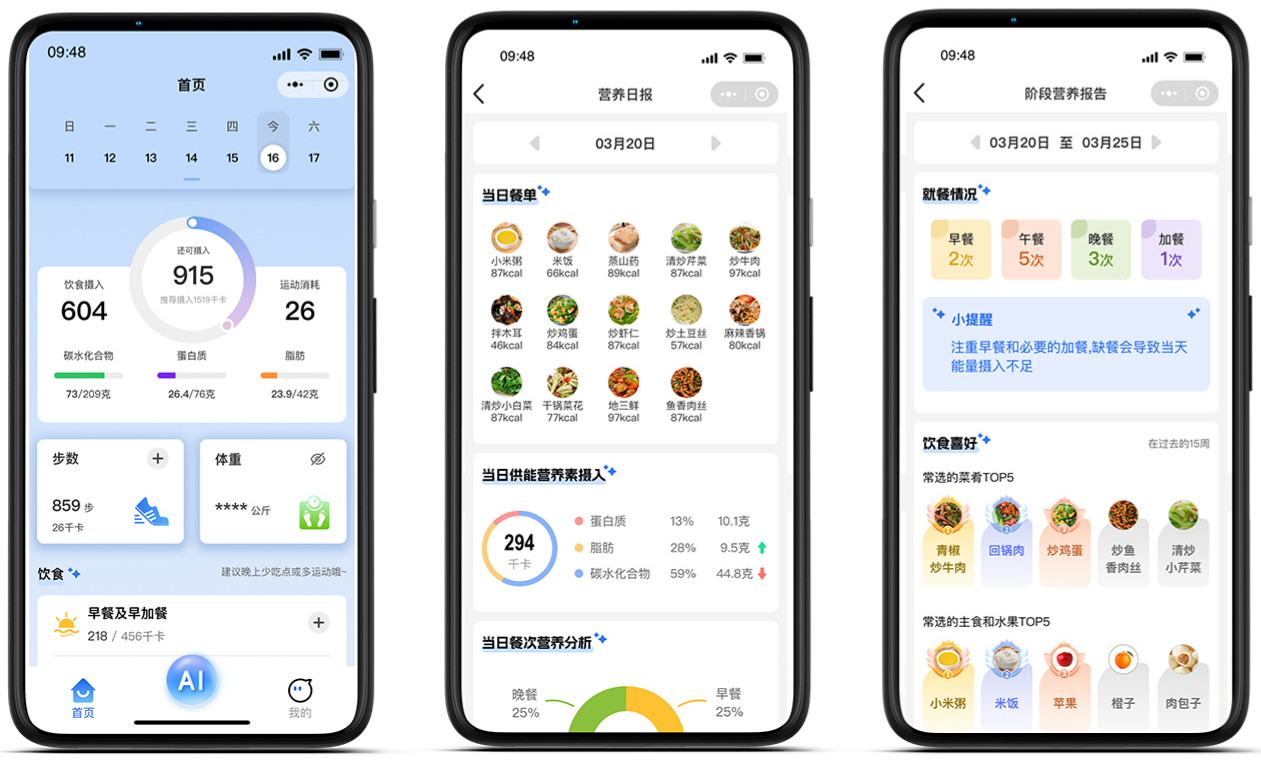 09:48
首页
日 一 二 三 四 今 六
11 12 13 14 15 16 17
还可摄入
915
推荐摄入1519千卡
饮食摄入
604
运动消耗
26
碳水化合物 蛋白质 脂肪
73/209克 26.4/76克 23.9/42克
步数
859 步
26千卡
体重
**** 公斤
饮食
建议晚上少吃点或多运动哦~
早餐及早加餐
218 / 456千卡
首页
AI
我的
09:48
营养日报
03月20日
当日餐单
小米粥 米饭 蒸山药 清炒芹菜 炒牛肉
87kcal 66kcal 89kcal 87kcal 97kcal
拌木耳 炒鸡蛋 炒虾仁 炒土豆丝 麻辣香锅
46kcal 84kcal 87kcal 57kcal 80kcal
清炒小白菜 干锅菜花 地三鲜 鱼香肉丝
87kcal 77kcal 97kcal 87kcal
当日供能营养素摄入
294
千卡
蛋白质 13% 10.1克
脂肪 28% 9.5克
碳水化合物 59% 44.8克
当日餐次营养分析
晚餐
25%
早餐
25%
09:48
阶段营养报告
03月20日 至 03月25日
就餐情况
早餐 午餐 晚餐 加餐
2次 5次 3次 1次
小提醒
注重早餐和必要的加餐,缺餐会导致当天
能量摄入不足
饮食喜好
在过去的15周
常选的菜肴TOP5
1 2 3
青椒
炒牛肉
回锅肉
炒鸡蛋
炒鱼
香肉丝
清炒
小芹菜
常选的主食和水果TOP5
1 2 3
小米粥 米饭 苹果 橙子 肉包子